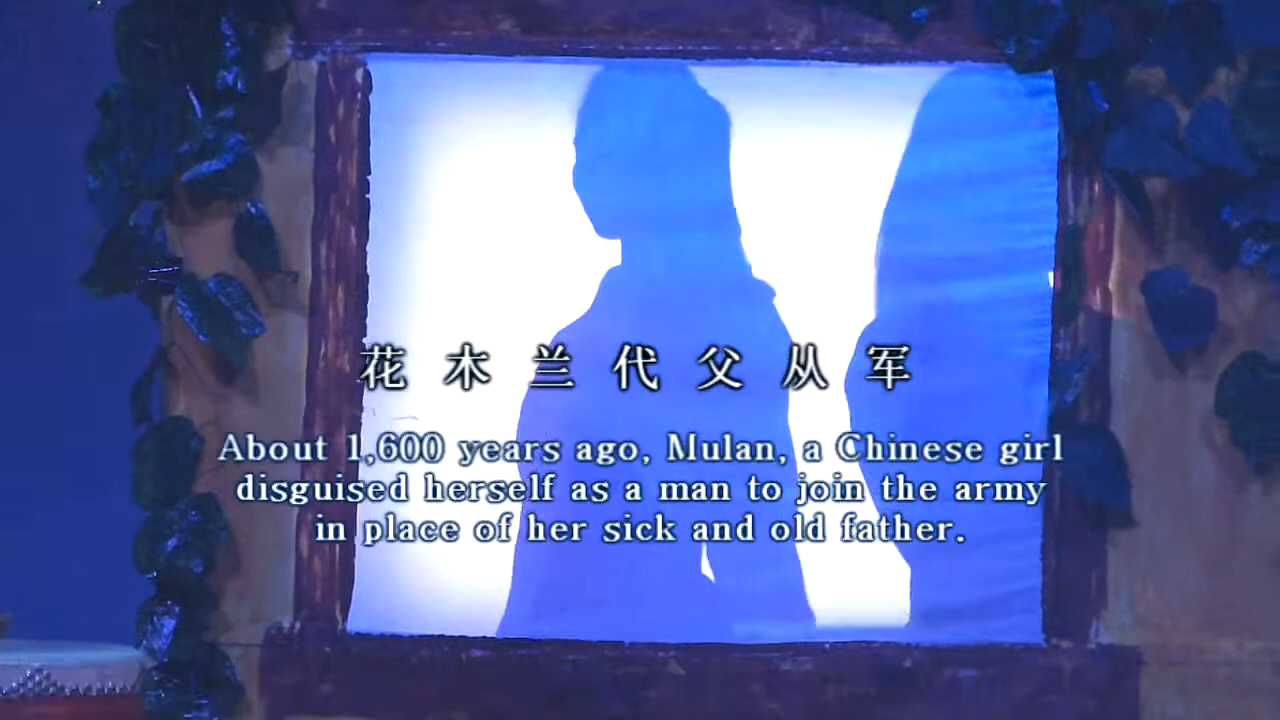 花木兰代父从军
About 1,600 years ago, Mulan, a Chinese girl
disguised herself as a man to join the army
in place of her sick and old father.